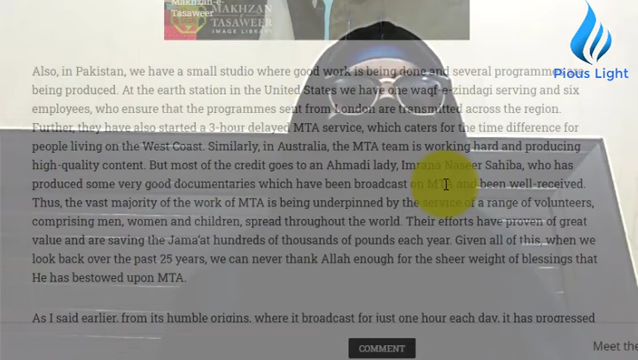 Makhzan-e-
Tasaweer
MAKHZAN
TASAWEER
IMAGE LIBRARY
Pious Light
Also, in Pakistan, we have a small studio where good work is being done and several programmes are
being produced. At the earth station in the United States we have one waqf-e-zindagi serving and six
employees, who ensure that the programmes sent from London are transmitted across the region.
Further, they have also started a 3-hour delayed MTA service, which caters for the time difference for
people living on the West Coast. Similarly, in Australia, the MTA team is working hard and producing
high-quality content. But most of the credit goes to an Ahmadi lady, Imrana Naseer Sahiba, who has
produced some very good documentaries which have been broadcast on MTA and been well-received.
Thus, the vast majority of the work of MTA is being underpinned by the service of a range of volunteers,
comprising men, women and children, spread throughout the world. Their efforts have proven of great
value and are saving the Jama'at hundreds of thousands of pounds each year. Given all of this, when we
look back over the past 25 years, we can never thank Allah enough for the sheer weight of blessings that
He has bestowed upon MTA.
As I said earlier, from its humble origins, where it broadcast for just one hour each day, it has progressed
COMMENT
Meet the